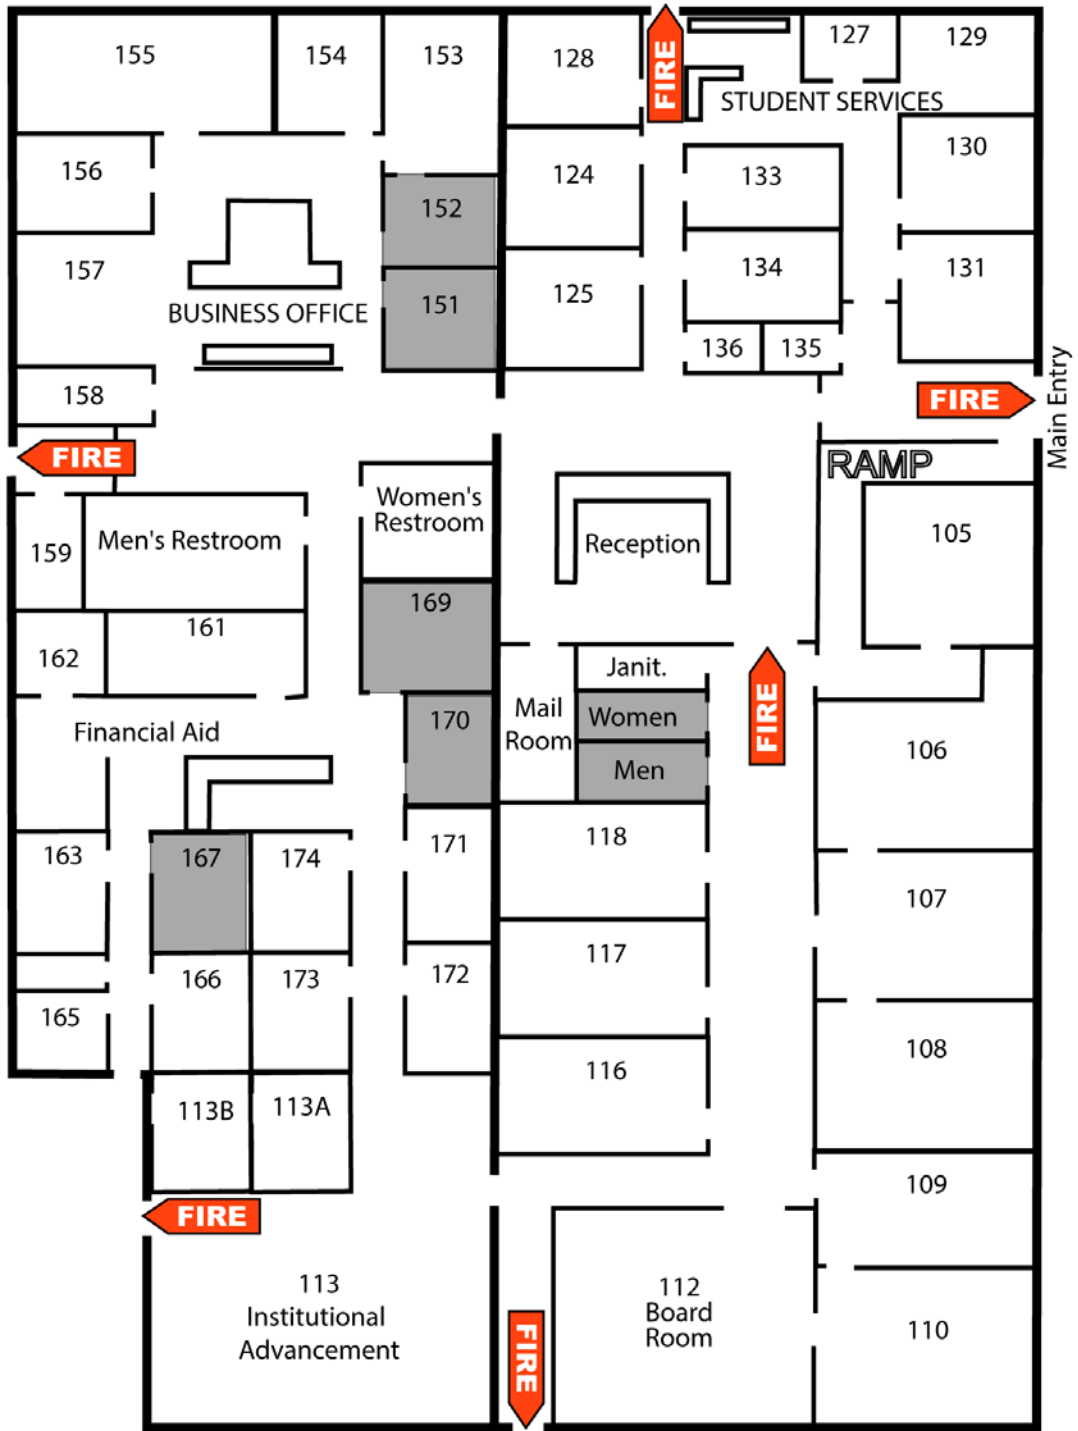 155
154
153
128
FIRE
127
129
STUDENT SERVICES
156
152
124
133
130
157
151
125
134
131
BUSINESS OFFICE
136
135
158
FIRE
Main Entry
FIRE
RAMP
Women's
Restroom
159
Men's Restroom
Reception
105
169
161
162
Janit.
Financial Aid
170
Mail
Room
Women
Men
FIRE
106
163
167
174
171
118
107
166
173
172
117
165
116
108
113B
113A
109
FIRE
113
Institutional
Advancement
FIRE
112
Board
Room
110